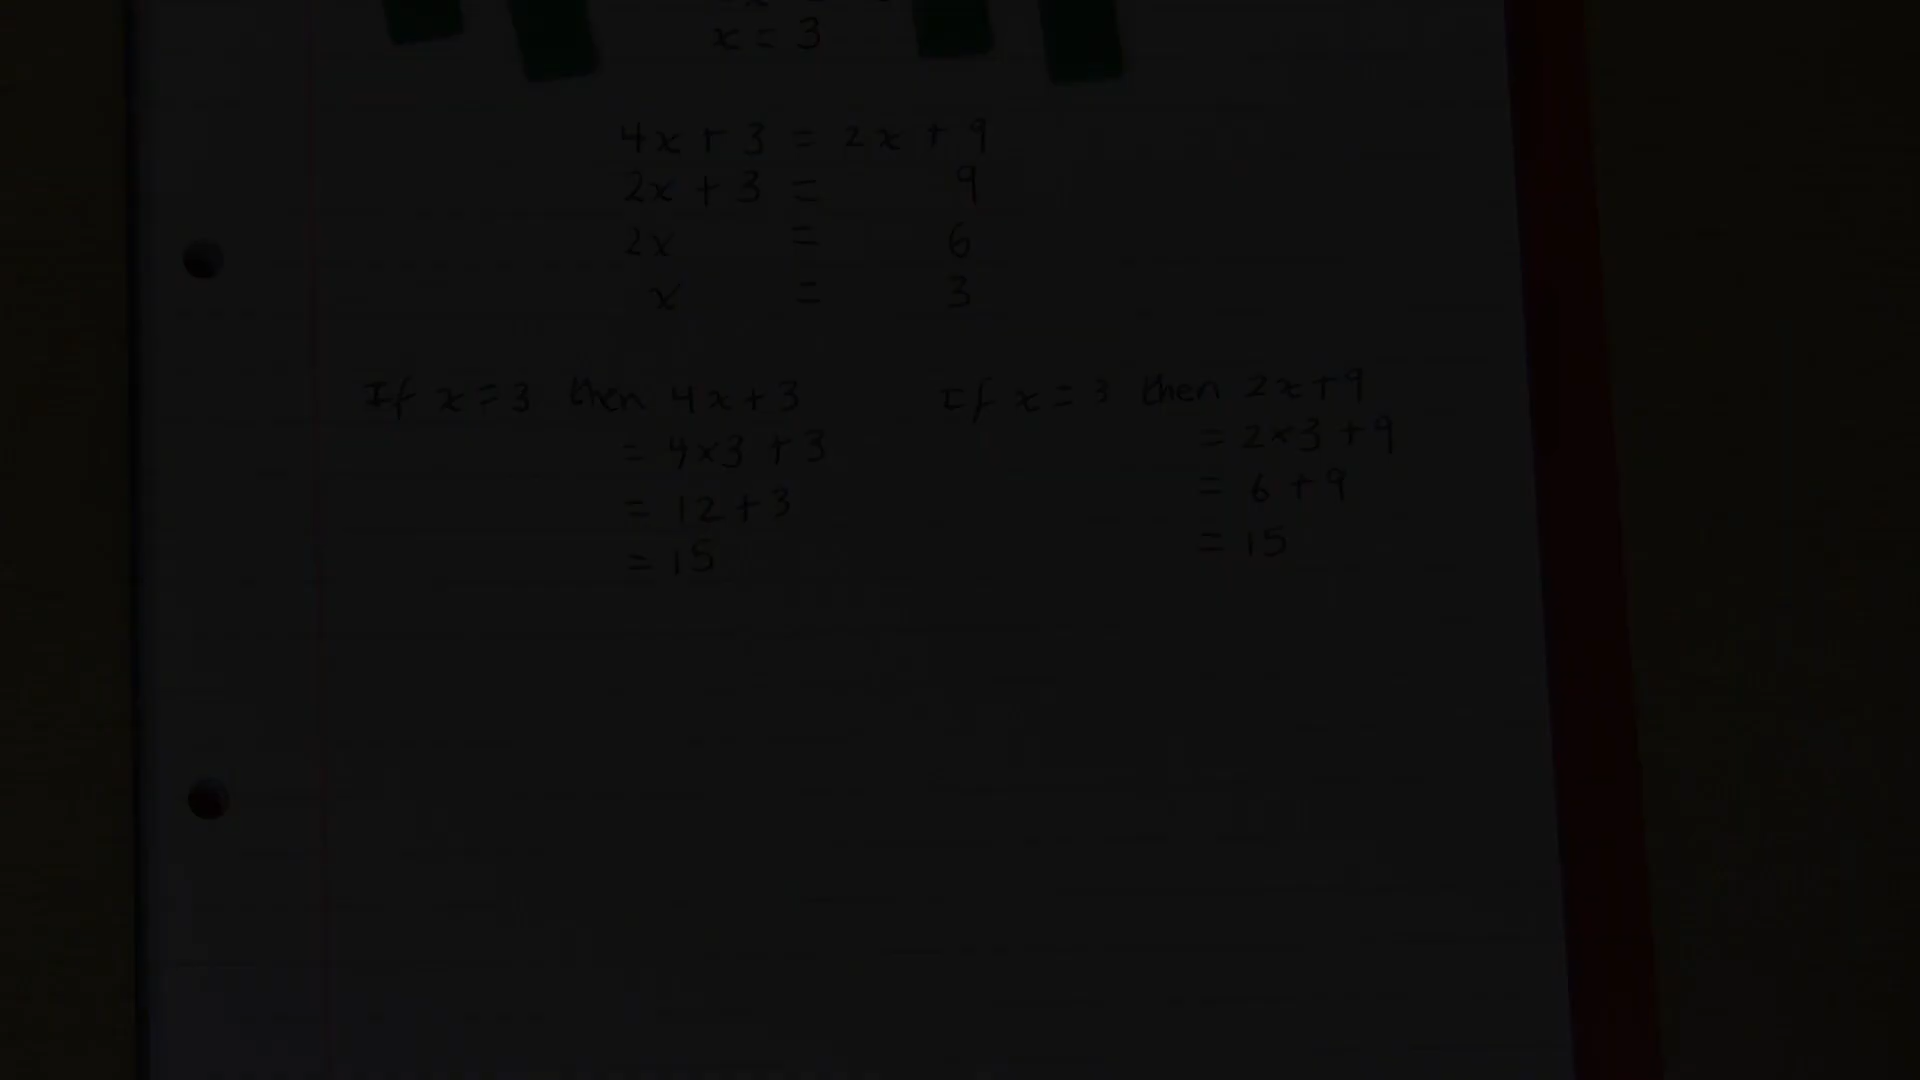 x = 3
4x + 3 = 2x + 9
2x + 3 = 9
2x = 6
x = 3
If x = 3 then 4x + 3
= 4×3 + 3
= 12 + 3
= 15
If x = 3 then 2x + 9
= 2×3 + 9
= 6 + 9
= 15